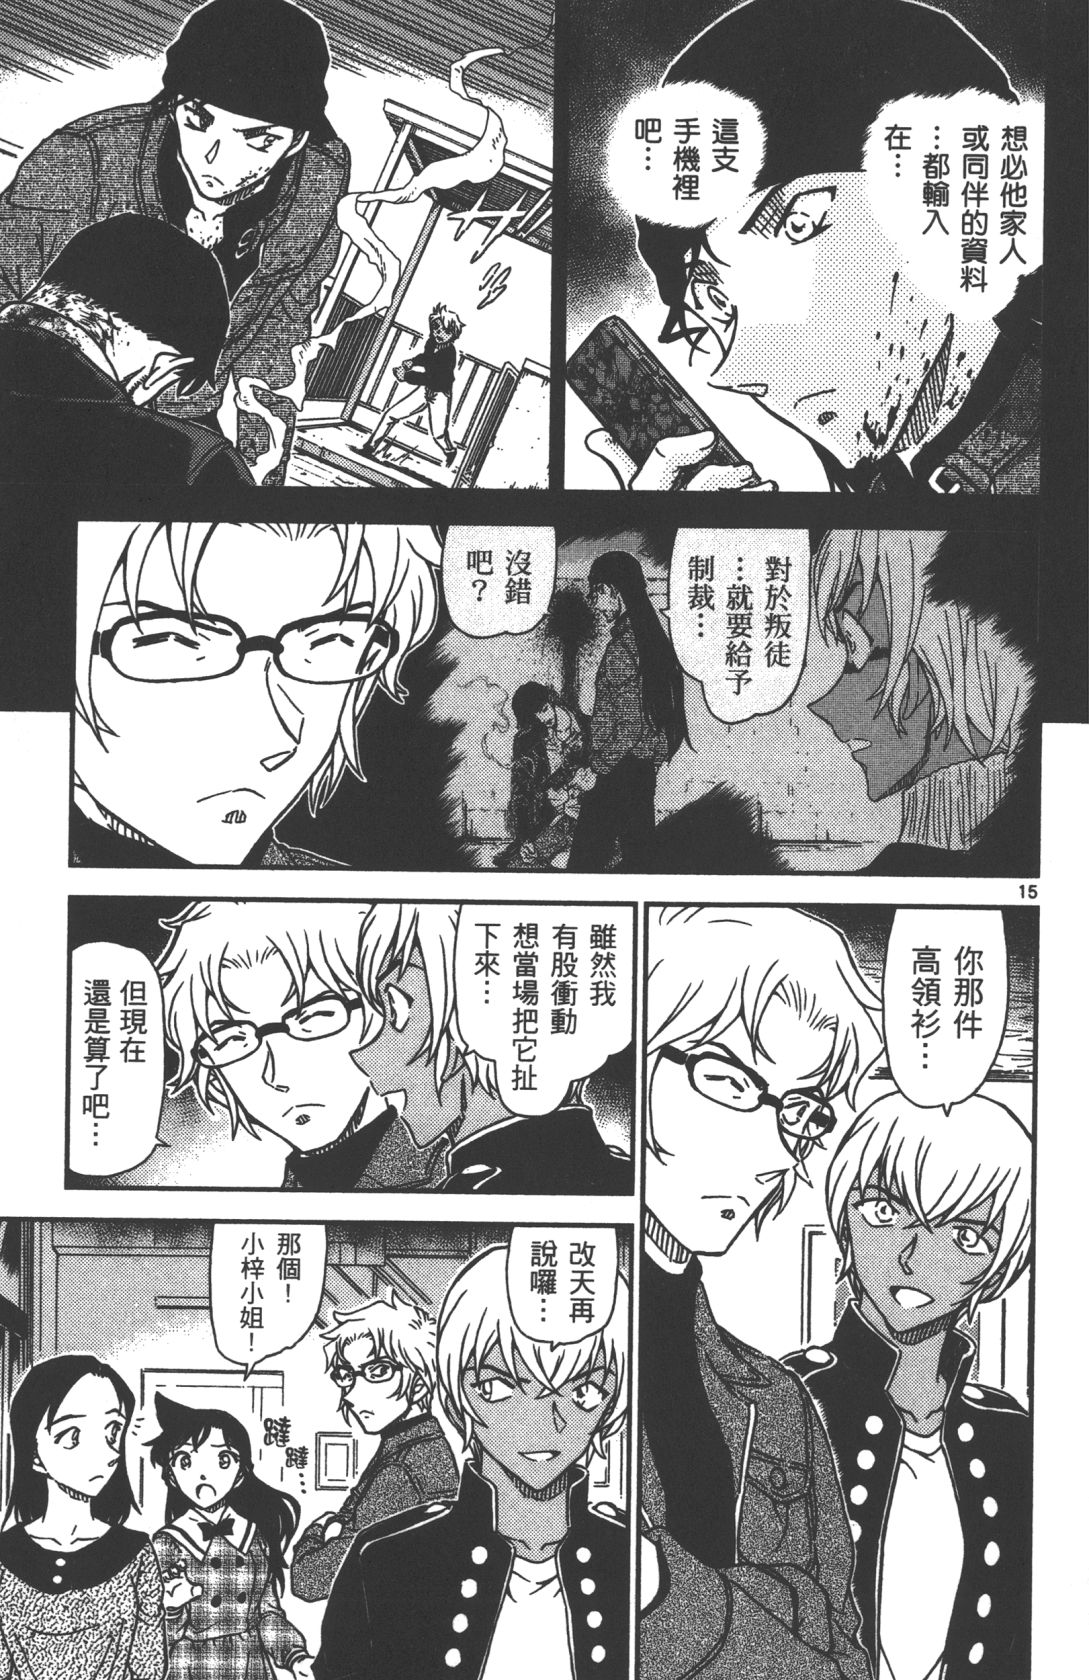 想必他家人
或同伴的資料
…都輸入
在…
這支
手機裡
吧…
對於叛徒
…就要給予
制裁…
沒錯
吧？
15
你那件
高領衫…
雖然我
有股衝動
想當場把它扯
下來…
但現在
還是算了吧…
改天再
說囉…
那個！
小梓小姐！
躂
躂…